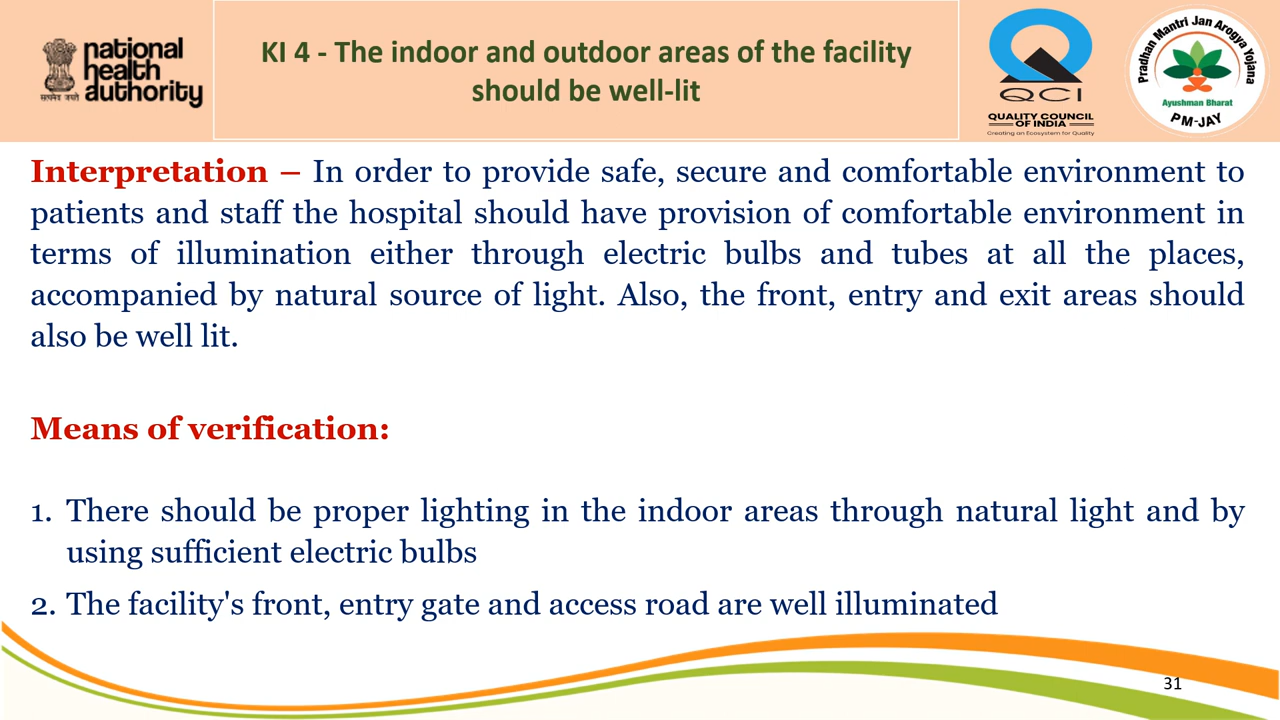 national
health
authority
सत्यमेव जयते
KI 4 - The indoor and outdoor areas of the facility
should be well-lit
QCI
QUALITY COUNCIL
OF INDIA
Creating an Ecosystem for Quality
Pradhan Mantri Jan Arogya Yojana
Ayushman Bharat
PM-JAY
Interpretation – In order to provide safe, secure and comfortable environment to
patients and staff the hospital should have provision of comfortable environment in
terms of illumination either through electric bulbs and tubes at all the places,
accompanied by natural source of light. Also, the front, entry and exit areas should
also be well lit.
Means of verification:
1. There should be proper lighting in the indoor areas through natural light and by
using sufficient electric bulbs
2. The facility's front, entry gate and access road are well illuminated
31